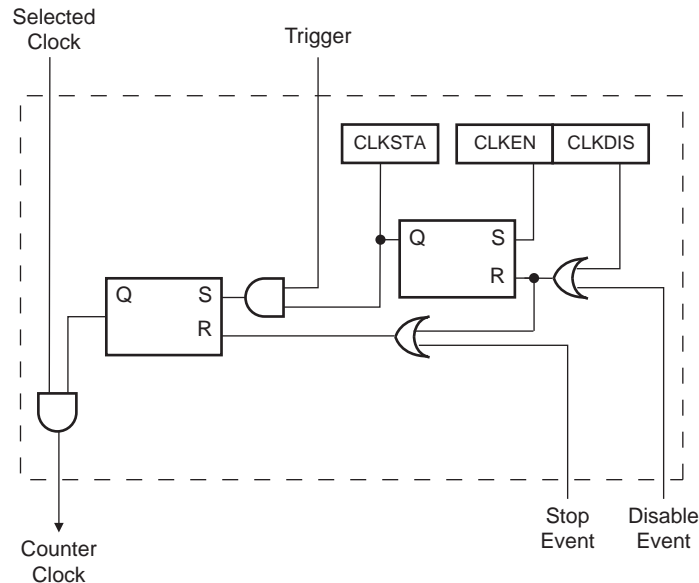 Selected
Clock
Trigger
CLKSTA
CLKEN
CLKDIS
Q
S
R
Q
S
R
Stop
Event
Disable
Event
Counter
Clock